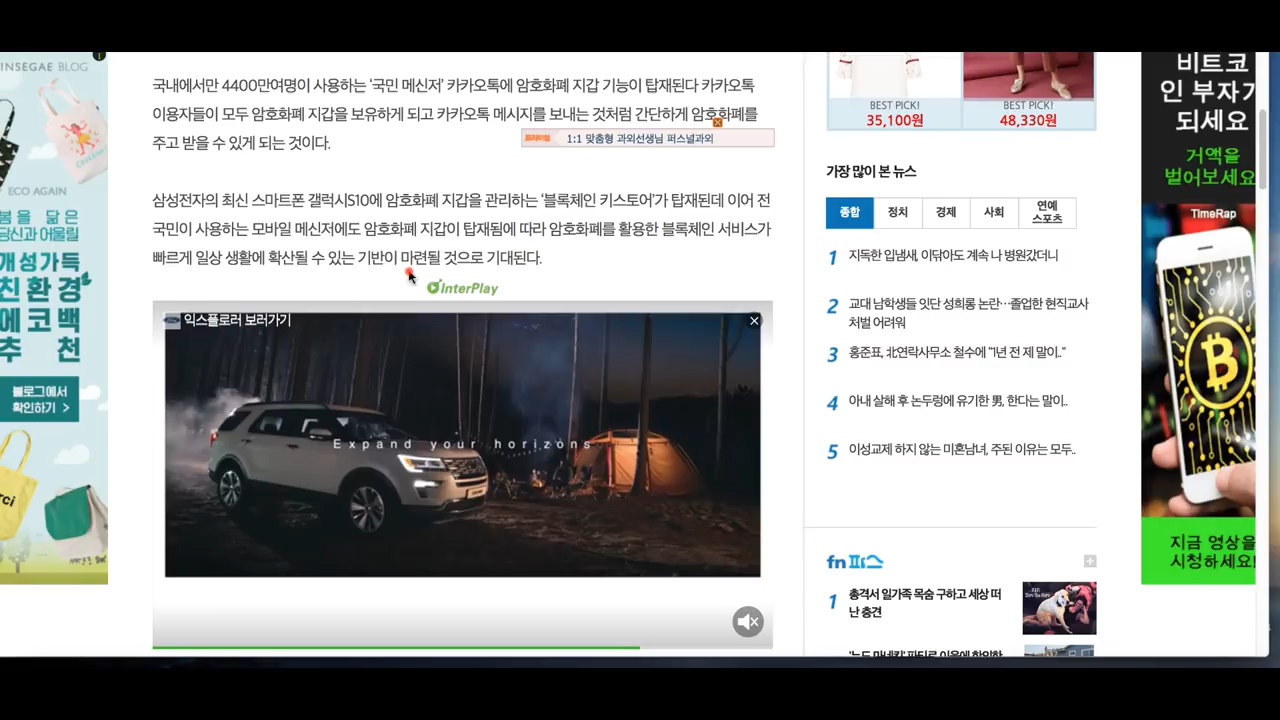 INSEGAE BLOG
ECO AGAIN
봄 을 닮 은
당신과 어울릴
개 성 가 득
친 환 경
에 코 백
추 천
블로그에서
확인하기 >
국내에서만 4400만여명이 사용하는 '국민 메신저' 카카오톡에 암호화폐 지갑 기능이 탑재된다 카카오톡
이용자들이 모두 암호화폐 지갑을 보유하게 되고 카카오톡 메시지를 보내는 것처럼 간단하게 암호화폐를
주고 받을 수 있게 되는 것이다.
1:1 맞춤형 과외선생님 퍼스널과외
삼성전자의 최신 스마트폰 갤럭시S10에 암호화폐 지갑을 관리하는 '블록체인 키스토어'가 탑재된데 이어 전
국민이 사용하는 모바일 메신저에도 암호화폐 지갑이 탑재됨에 따라 암호화폐를 활용한 블록체인 서비스가
빠르게 일상 생활에 확산될 수 있는 기반이 마련될 것으로 기대된다.
InterPlay
익스플로러 보러가기
Expand your horizons
BEST PICK!
35,100원
BEST PICK!
48,330원
가장 많이 본 뉴스
종합 정치 경제 사회 연예
스포츠
1 지독한 입냄새, 이닦아도 계속 나 병원갔더니
2 교대 남학생들 잇단 성희롱 논란…졸업한 현직교사
처벌 어려워
3 홍준표, 北연락사무소 철수에 "1년 전 제 말이.."
4 아내 살해 후 논두렁에 유기한 男, 한다는 말이..
5 이성교제 하지 않는 미혼남녀, 주된 이유는 모두..
fn파스
1 총격서 일가족 목숨 구하고 세상 떠
난 충견
비트코
인 부자가
되세요
거액을
벌어보세요
TimeRap
지금 영상을
시청하세요!